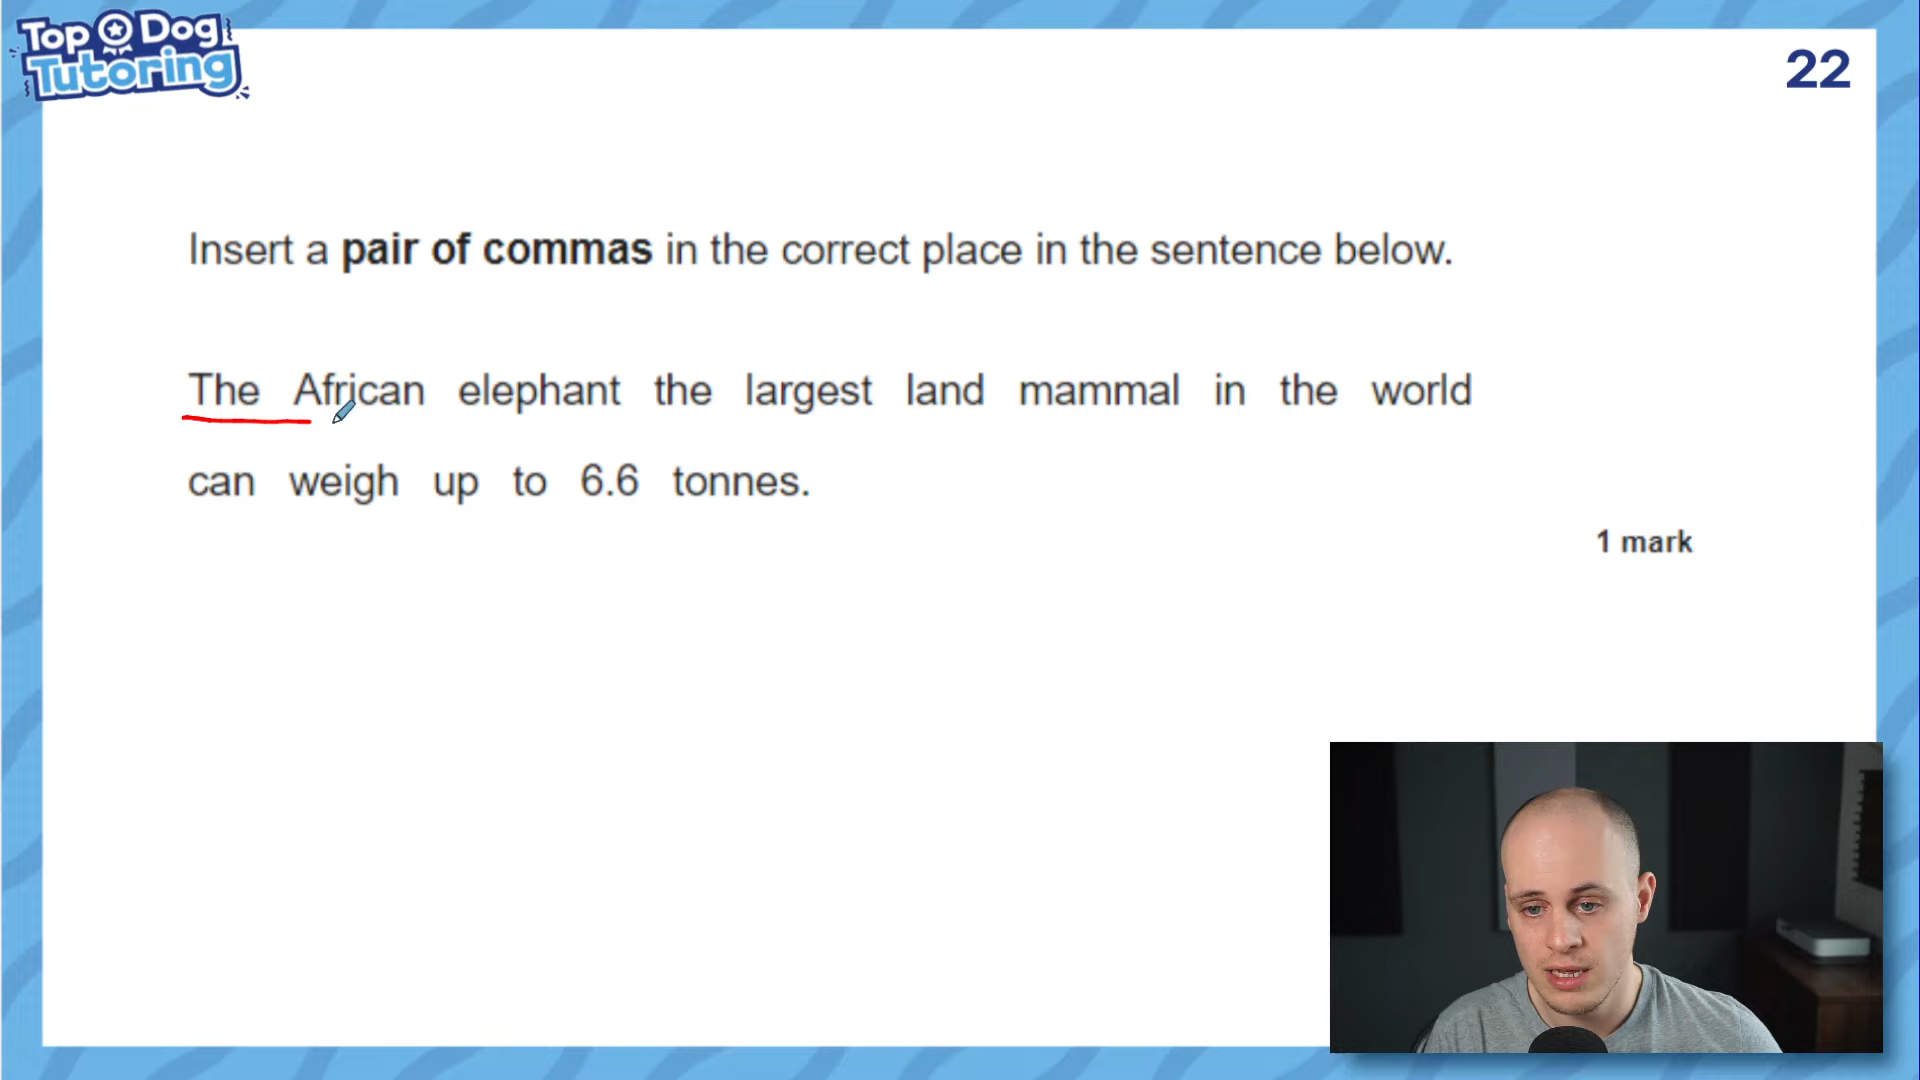 Top Dog
Tutoring
22
Insert a pair of commas in the correct place in the sentence below.
The African elephant the largest land mammal in the world
can weigh up to 6.6 tonnes.
1 mark